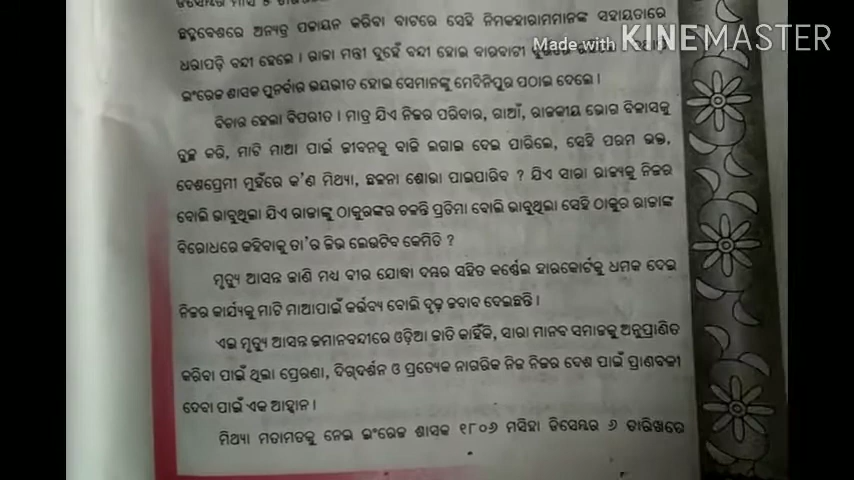 ଛଦ୍ମବେଶରେ ଅନ୍ୟତ୍ର ପଳାୟନ କରିବା ବାଟରେ ସେହି ନିମକହାରାମମାନଙ୍କ ସହାୟତାରେ
Made with KINEMASTER
ଧରାପଡ଼ି ବନ୍ଦୀ ହେଲେ । ରାଜା ମନ୍ତ୍ରୀ ଦୁହେଁ ବନ୍ଦୀ ହୋଇ ବାରବାଟୀ
ଇଂରେଜ ଶାସକ ପୁନର୍ବାର ଭୟଭୀତ ହୋଇ ସେମାନଙ୍କୁ ମେଦିନିପୁର ପଠାଇ ଦେଲେ ।
ବିଚାର ହେଲା ବିପରୀତ । ମାତ୍ର ଯିଏ ନିଜର ପରିବାର, ଗାଆଁ, ରାଜକୀୟ ଭୋଗ ବିଳାସକୁ
ତୁଚ୍ଛ କରି, ମାଟି ମାଆ ପାଇଁ ଜୀବନକୁ ବାଜି ଲଗାଇ ଦେଇ ପାରିଲେ, ସେହି ପରମ ଭକ୍ତ,
ଦେଶପ୍ରେମୀ ମୁହଁରେ କ'ଣ ମିଥ୍ୟା, ଛଳନା ଶୋଭା ପାଇପାରିବ ? ଯିଏ ସାରା ରାଜ୍ୟକୁ ନିଜର
ବୋଲି ଭାବୁଥିଲା ଯିଏ ରାଜାଙ୍କୁ ଠାକୁରଙ୍କର ଚଳନ୍ତି ପ୍ରତିମା ବୋଲି ଭାବୁଥିଲା ସେହି ଠାକୁର ରାଜାଙ୍କ
ବିରୋଧରେ କହିବାକୁ ତା'ର ଜିଭ ଲେଉଟିବ କେମିତି ?
ମୃତ୍ୟୁ ଆସନ୍ନ ଜାଣି ମଧ୍ୟ ବୀର ଯୋଦ୍ଧା ଦମ୍ଭର ସହିତ କର୍ଣ୍ଣେଲ ହାରକୋର୍ଟକୁ ଧମକ ଦେଇ
ନିଜର କାର୍ଯ୍ୟକୁ ମାଟି ମାଆପାଇଁ କର୍ତ୍ତବ୍ୟ ବୋଲି ଦୃଢ଼ ଜବାବ ଦେଇଛନ୍ତି ।
ଏଇ ମୃତ୍ୟୁ ଆସନ୍ନ ଜମାନବନ୍ଦୀରେ ଓଡ଼ିଆ ଜାତି କାହିଁକି, ସାରା ମାନବ ସମାଜକୁ ଅନୁପ୍ରାଣିତ
କରିବା ପାଇଁ ଥିଲା ପ୍ରେରଣା, ଦିଗ୍‌ଦର୍ଶନ ଓ ପ୍ରତ୍ୟେକ ନାଗରିକ ନିଜ ନିଜର ଦେଶ ପାଇଁ ପ୍ରାଣବଳୀ
ଦେବା ପାଇଁ ଏକ ଆହ୍ୱାନ ।
ମିଥ୍ୟା ମତାମତକୁ ନେଇ ଇଂରେଜ ଶାସକ ୧୮୦୬ ମସିହା ଡିସେମ୍ବର ୬ ତାରିଖରେ